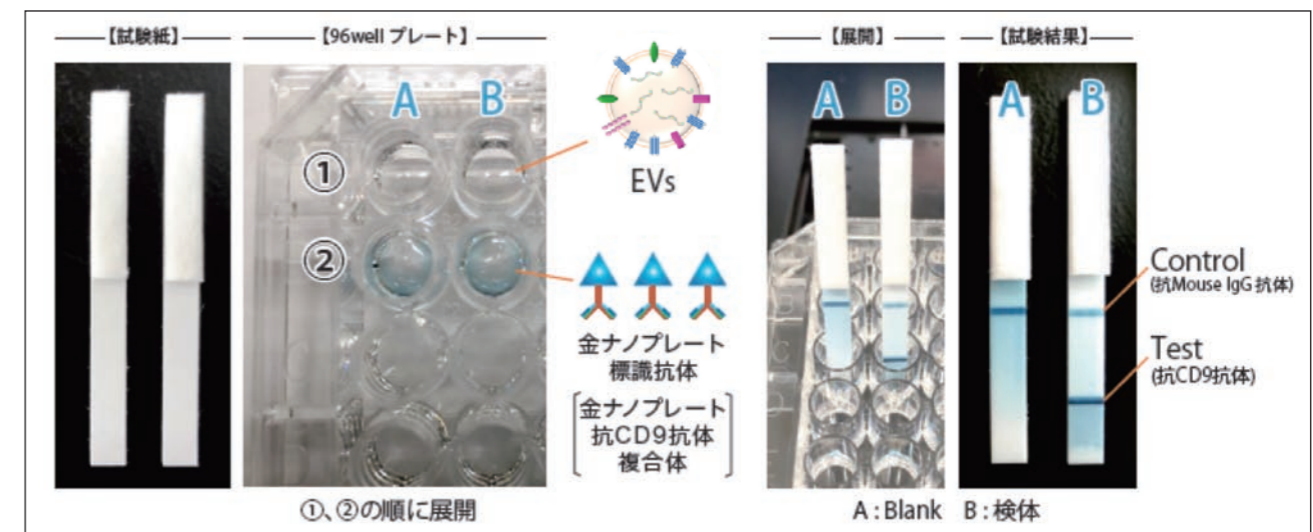 【試験紙】
【96well プレート】
【展開】
【試験結果】
A
B
①
②
EVs
金ナノプレート
標識抗体
金ナノプレート
抗CD9抗体
複合体
A
B
A
B
Control
(抗Mouse IgG 抗体)
Test
(抗CD9抗体)
①、②の順に展開
A : Blank B : 検体